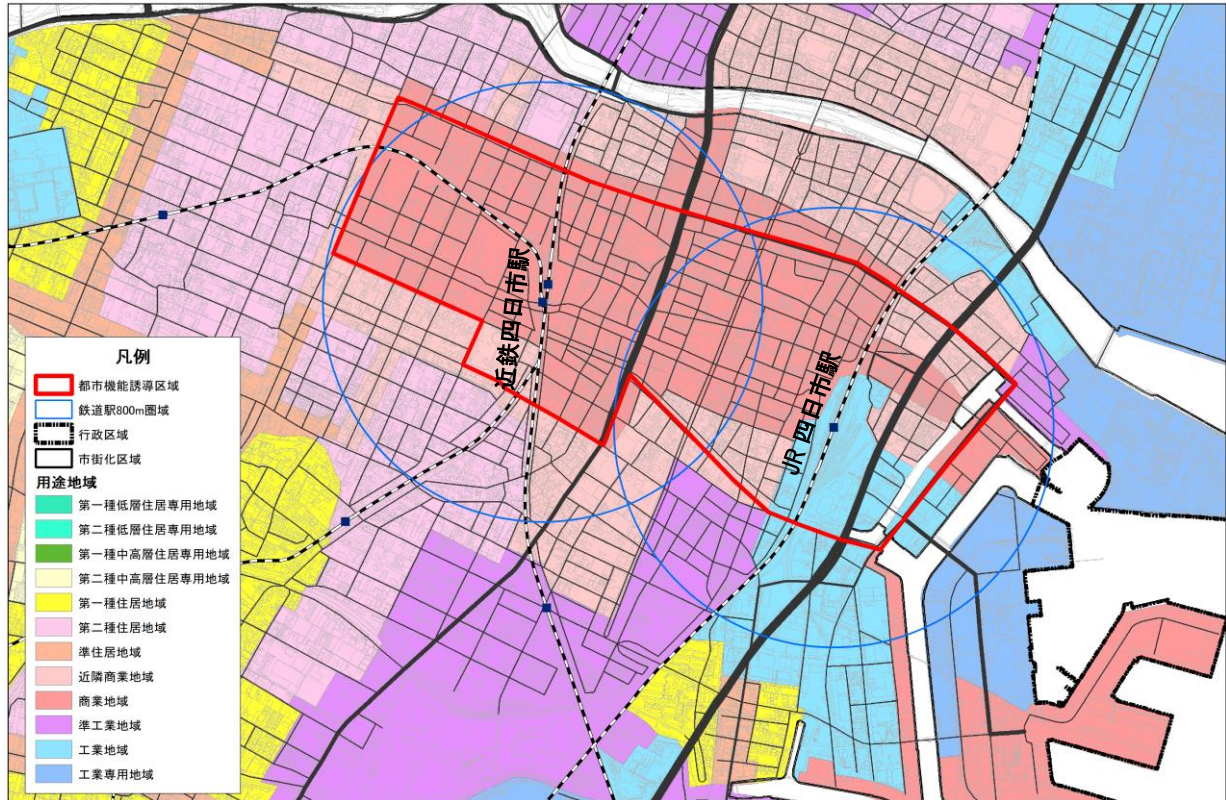 近鉄四日市駅
JR 四日市駅
凡例
都市機能誘導区域
鉄道駅800m圏域
行政区域
市街化区域
用途地域
第一種低層住居専用地域
第二種低層住居専用地域
第一種中高層住居専用地域
第二種中高層住居専用地域
第一種住居地域
第二種住居地域
準住居地域
近隣商業地域
商業地域
準工業地域
工業地域
工業専用地域